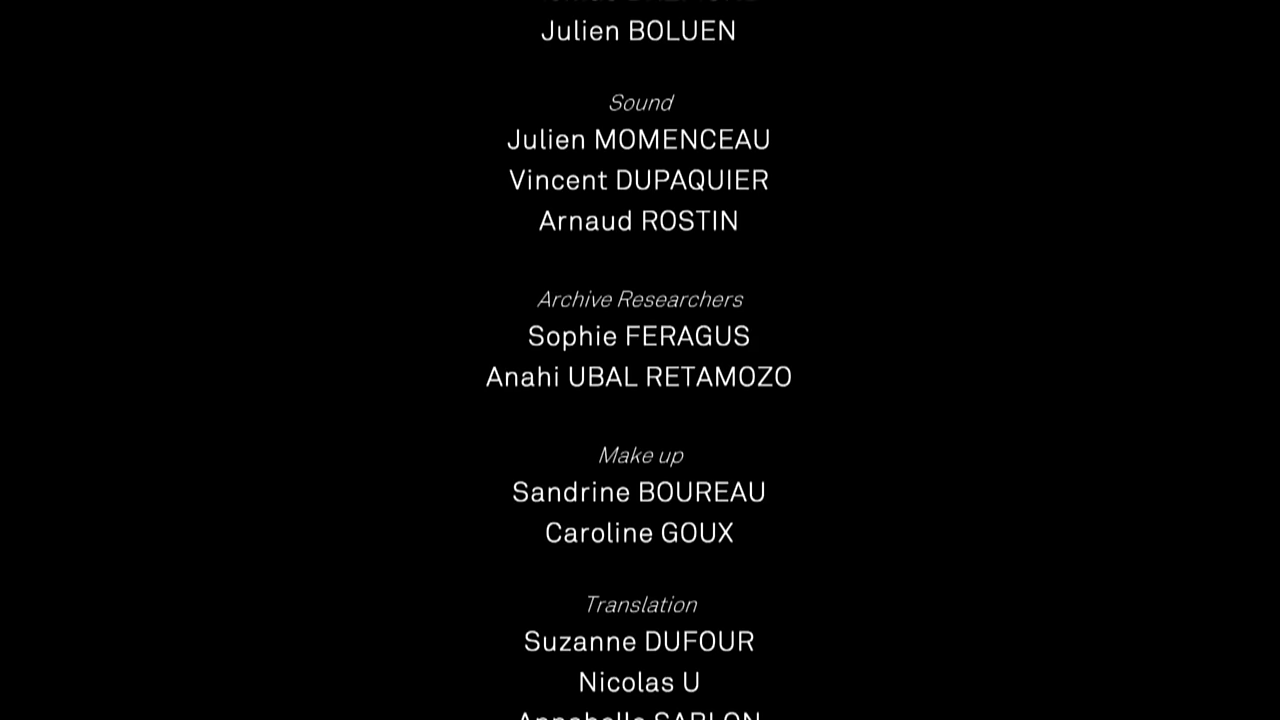 Julien BOLUEN
Sound
Julien MOMENCEAU
Vincent DUPAQUIER
Arnaud ROSTIN
Archive Researchers
Sophie FERAGUS
Anahi UBAL RETAMOZO
Make up
Sandrine BOUREAU
Caroline GOUX
Translation
Suzanne DUFOUR
Nicolas U